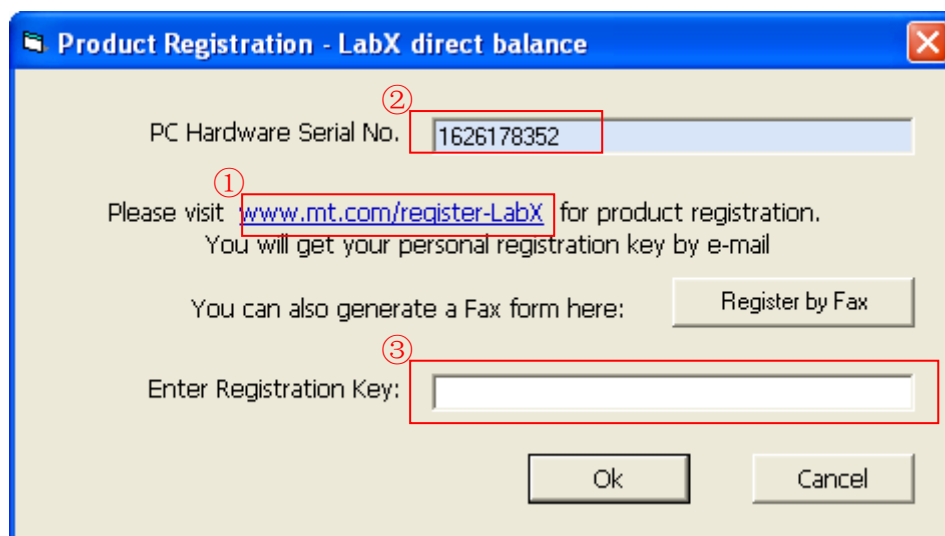 Product Registration - LabX direct balance
②
PC Hardware Serial No. 1626178352
①
Please visit www.mt.com/register-LabX for product registration.
You will get your personal registration key by e-mail
You can also generate a Fax form here: Register by Fax
③
Enter Registration Key:
Ok Cancel